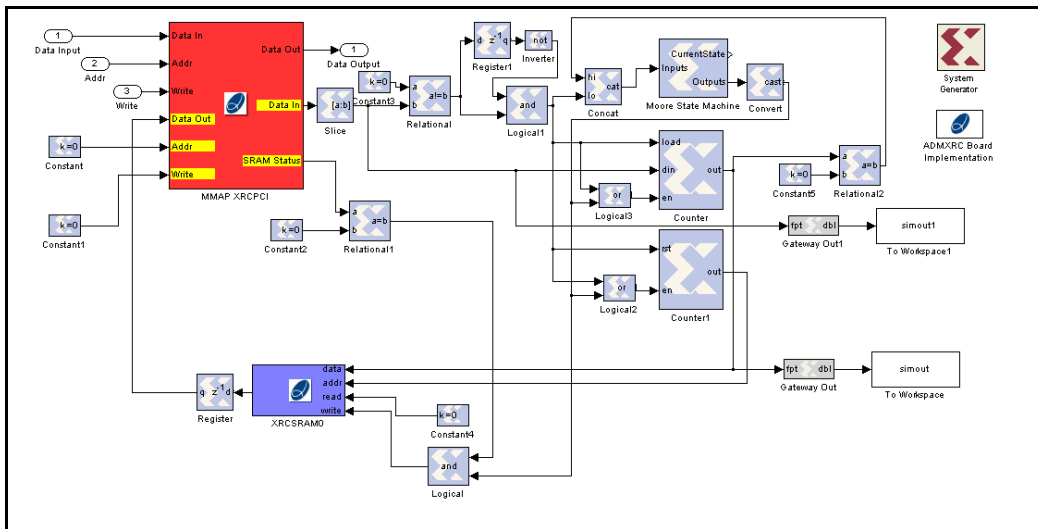 1
Data Input
2
Addr
3
Write
Data In
Addr
Write
Data Out
Addr
Write
Data Out
Data In
SRAM Status
MMAP XRCPCI
1
Data Output
k=0
Constant
k=0
Constant1
k=0
Constant2
a
b
a=b
Relational1
[a:b]
Slice
k=0
Constant3
a
b
a!=b
Relational
d z-1 q
Register1
not
Inverter
and
Logical1
hi
lo
cat
Concat
CurrentState
Inputs
Outputs
Moore State Machine
cast
Convert
load
din
en
out
Counter
or
Logical3
rst
en
out
Counter1
or
Logical2
k=0
Constant5
a
b
a=b
Relational2
fpt dbl
Gateway Out1
simout1
To Workspace1
System
Generator
ADMXRC Board
Implementation
q z-1 d
Register
data
addr
read
write
XRCSRAM0
k=0
Constant4
and
Logical
fpt dbl
Gateway Out
simout
To Workspace